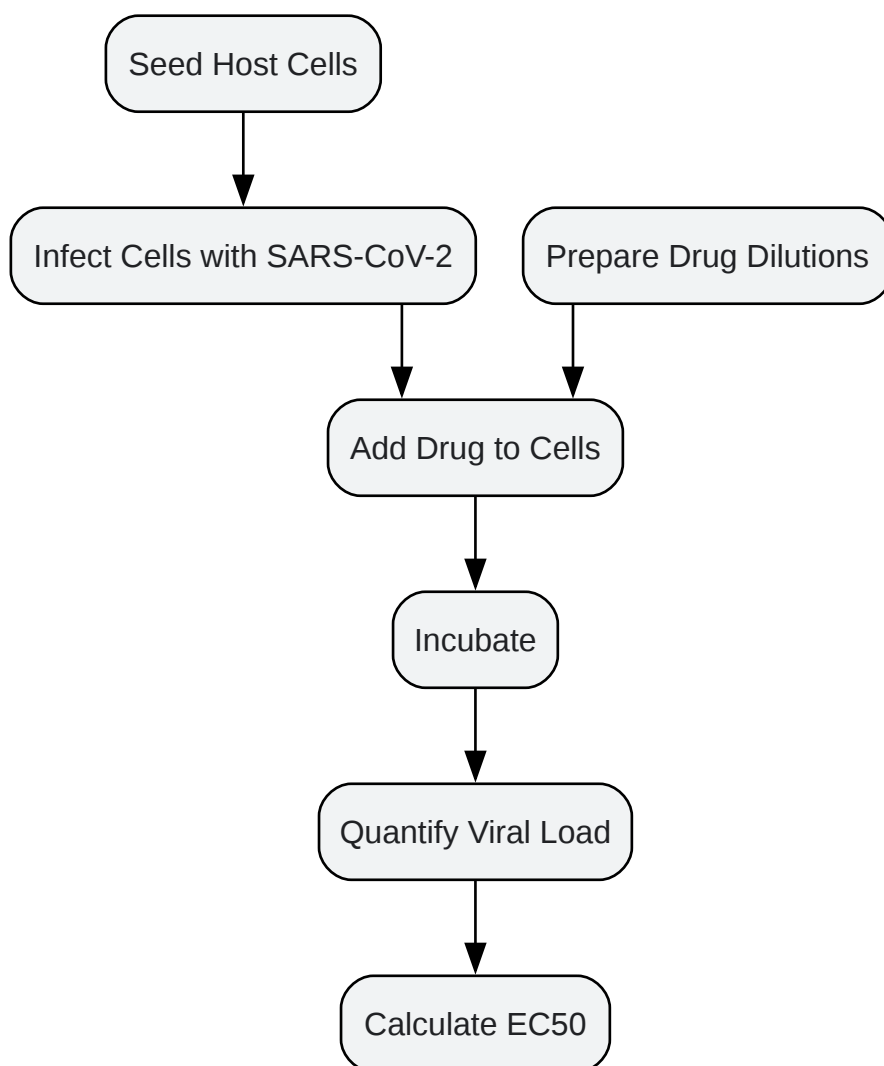 Seed Host Cells
Infect Cells with SARS-CoV-2
Prepare Drug Dilutions
Add Drug to Cells
Incubate
Quantify Viral Load
Calculate EC50